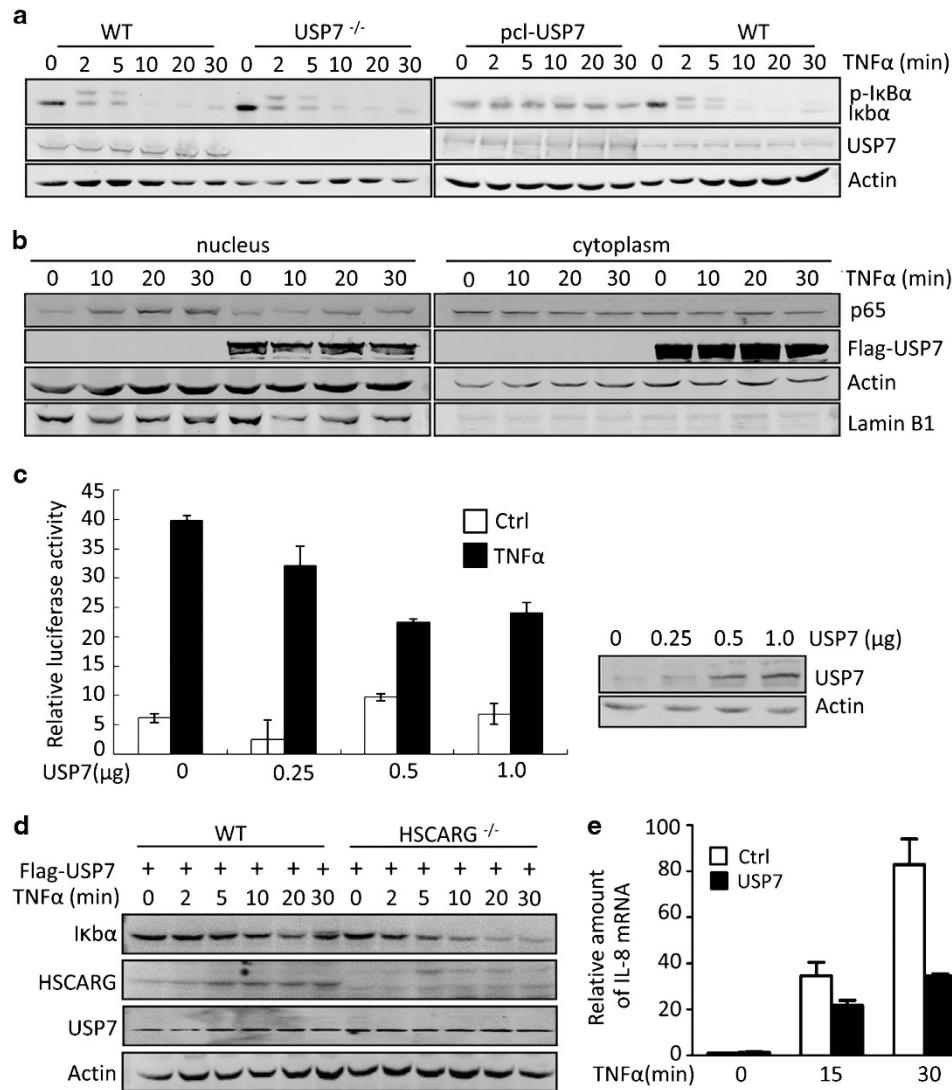 a
WT USP7 -/- pcl-USP7 WT
0 2 5 10 20 30 0 2 5 10 20 30 0 2 5 10 20 30 0 2 5 10 20 30 TNFα (min)
p-IκBα
Iκbα
USP7
Actin
b
nucleus cytoplasm
0 10 20 30 0 10 20 30 0 10 20 30 0 10 20 30 TNFα (min)
p65
Flag-USP7
Actin
Lamin B1
c
Relative luciferase activity
45
40
35
30
25
20
15
10
5
0
Ctrl
TNFα
USP7(μg) 0 0.25 0.5 1.0
0 0.25 0.5 1.0 USP7 (μg)
USP7
Actin
d
WT HSCARG -/-
Flag-USP7 + + + + + + + + + + + +
TNFα (min) 0 2 5 10 20 30 0 2 5 10 20 30
Iκbα
HSCARG
USP7
Actin
e
Relative amount
of IL-8 mRNA
100
80
60
40
20
0
Ctrl
USP7
TNFα(min) 0 15 30